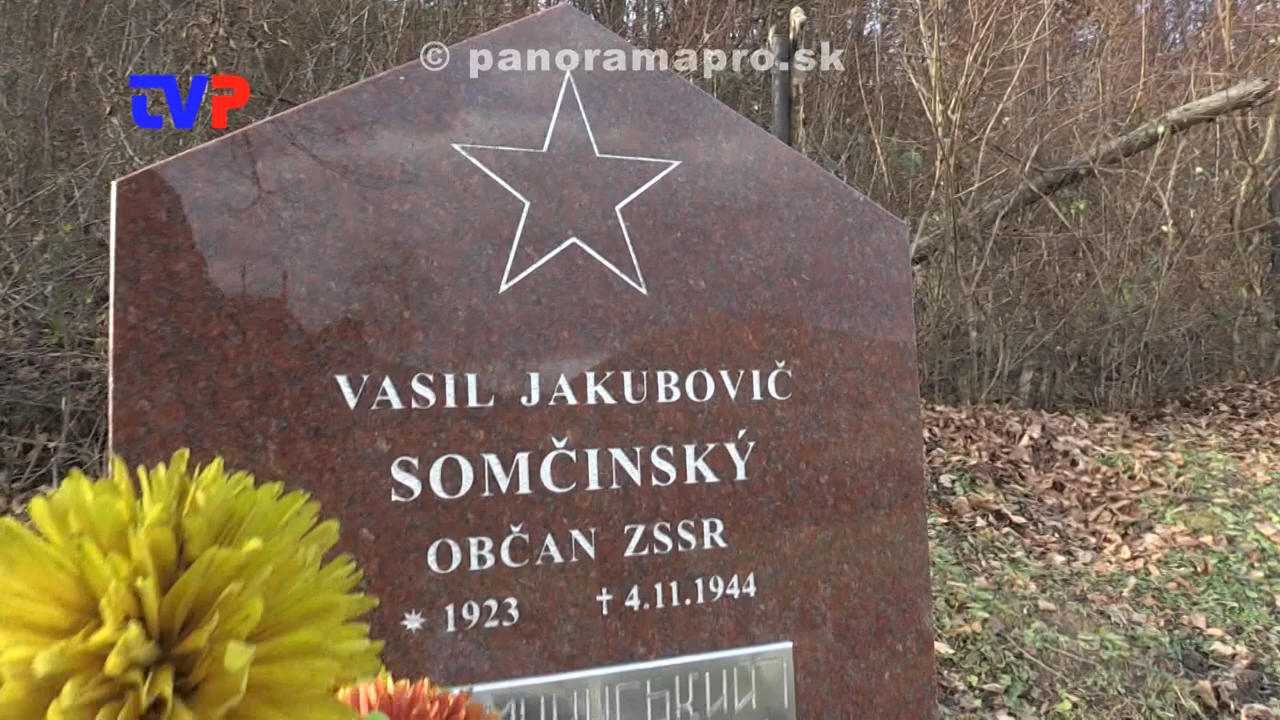 © panoramapro.sk
TVP
VASIL JAKUBOVIČ
SOMČINSKÝ
OBČAN ZSSR
* 1923 † 4.11.1944